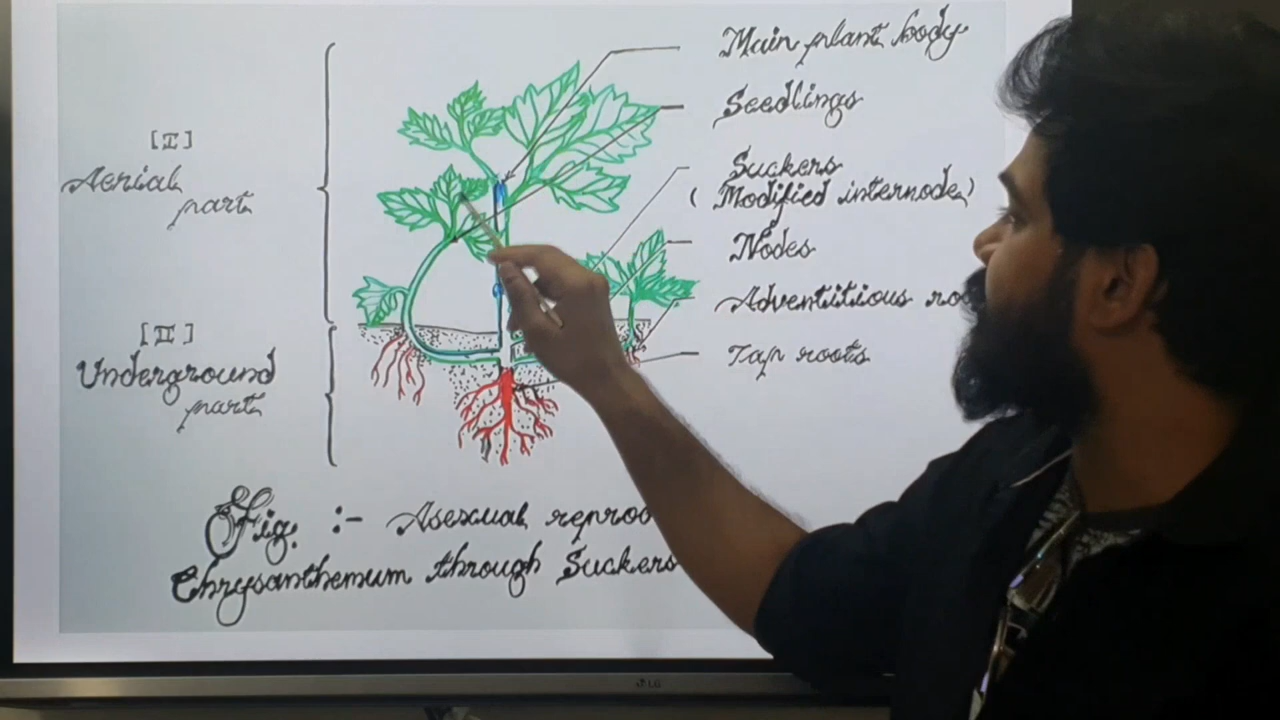 Main plant body
Seedlings
[I]
Aerial
part
Suckers
(Modified internode)
Nodes
Adventitious
Tap roots
[II]
Underground
part
Fig. :- Asexual
Chrysanthemum through Suckers
LG